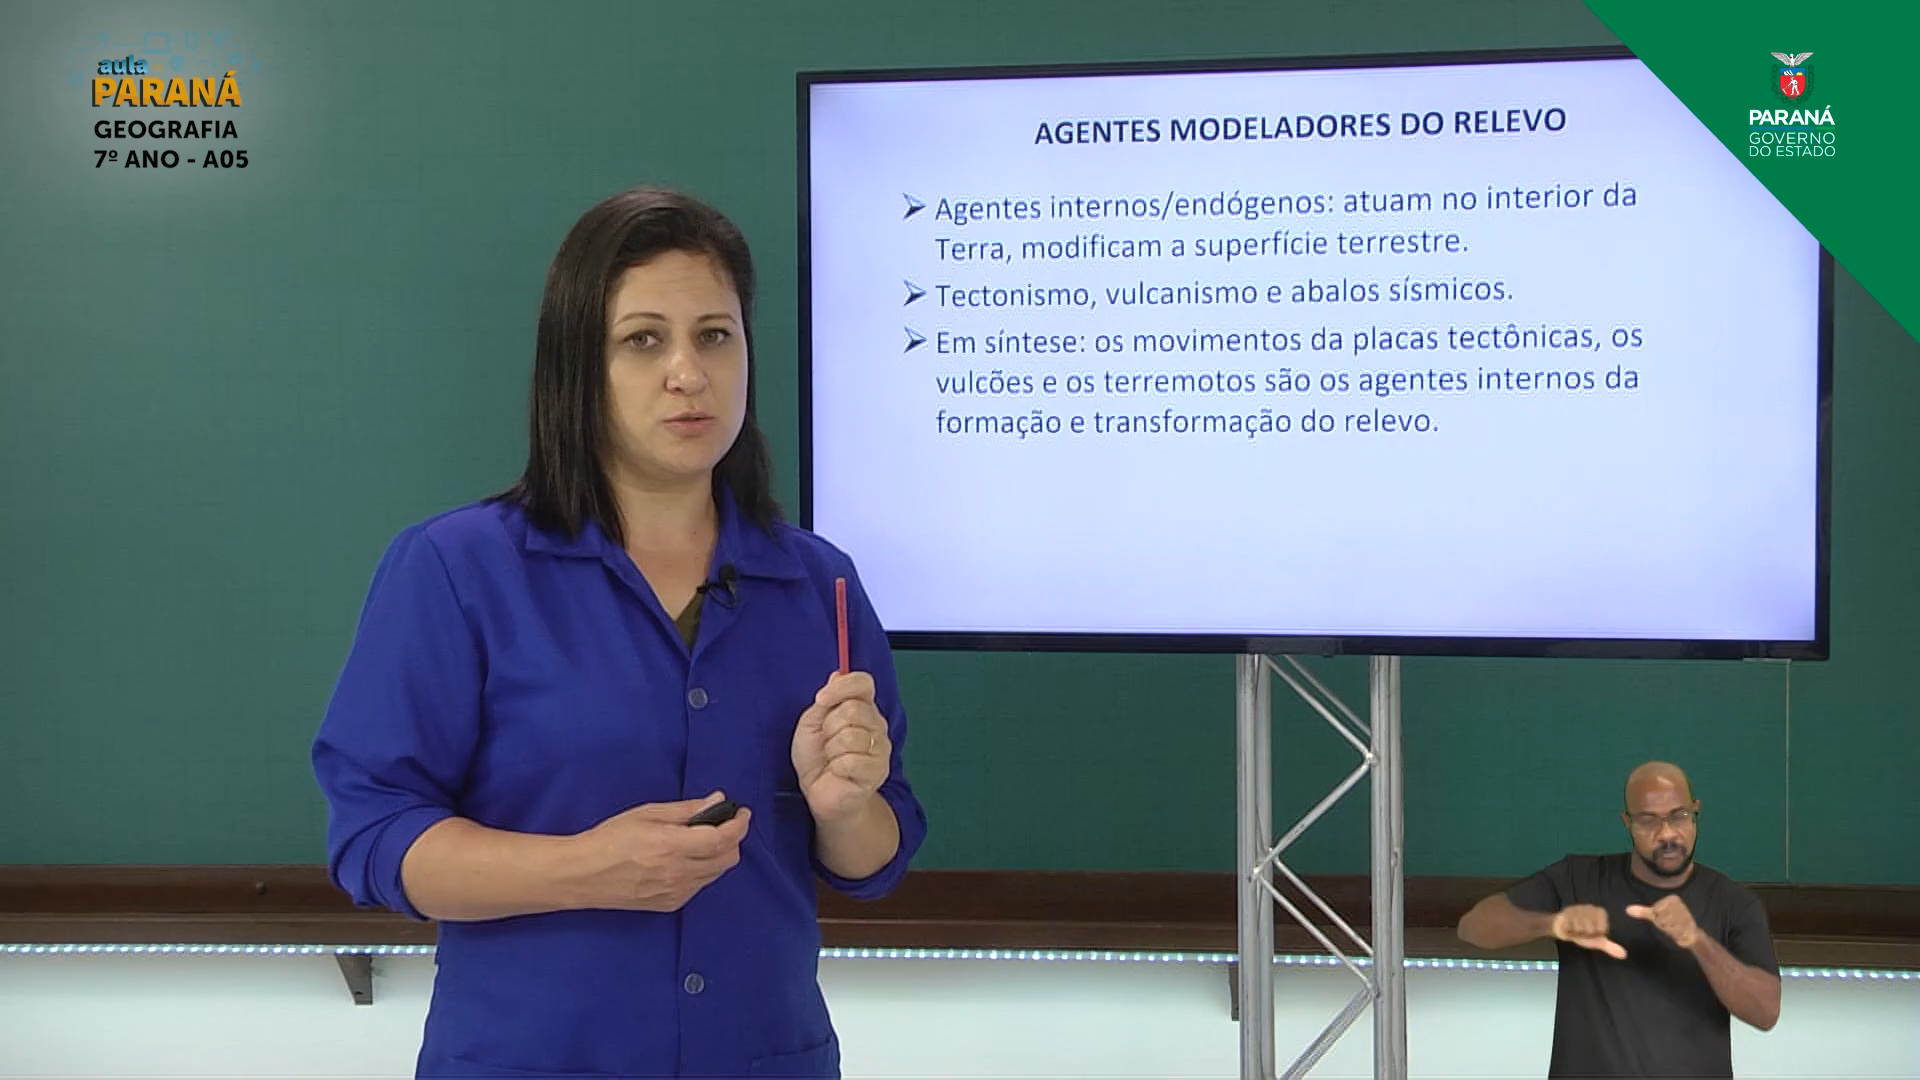 aula
PARANÁ
GEOGRAFIA
7º ANO - A05
PARANÁ
GOVERNO
DO ESTADO
AGENTES MODELADORES DO RELEVO
➢ Agentes internos/endógenos: atuam no interior da
Terra, modificam a superfície terrestre.
➢ Tectonismo, vulcanismo e abalos sísmicos.
➢ Em síntese: os movimentos da placas tectônicas, os
vulcões e os terremotos são os agentes internos da
formação e transformação do relevo.